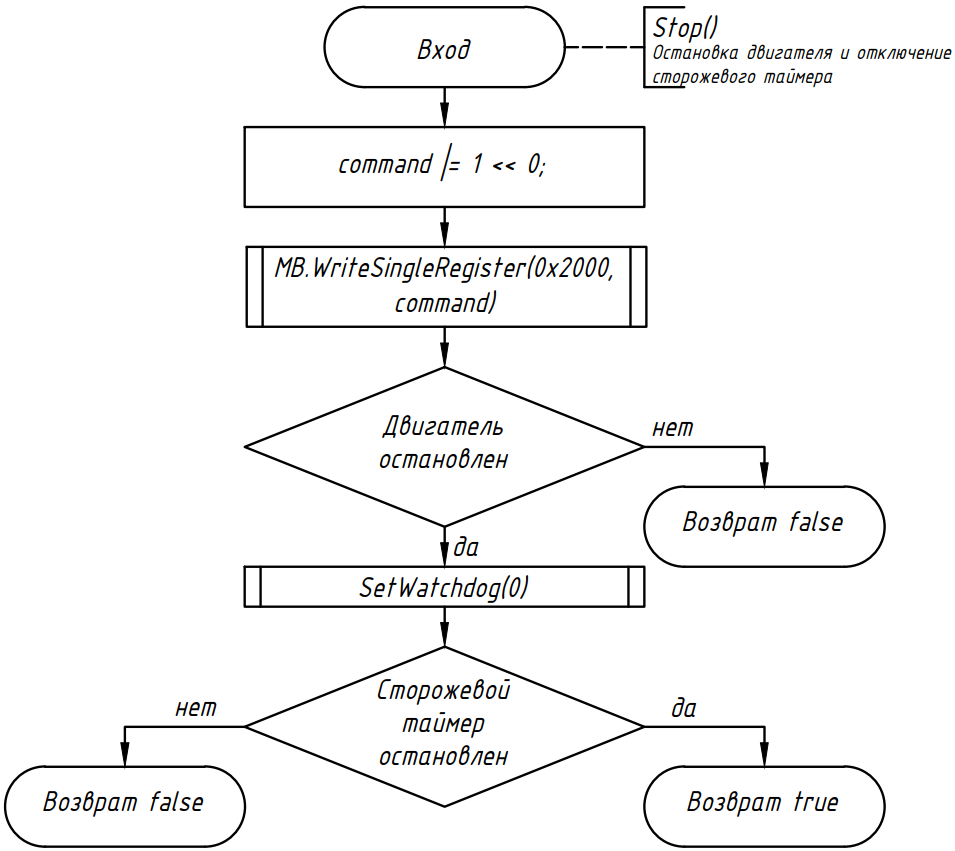 Вход
Stop()
Остановка двигателя и отключение
сторожевого таймера
command |= 1 << 0;
MB.WriteSingleRegister(0x2000,
command)
Двигатель
остановлен
нет
Возврат false
да
SetWatchdog(0)
Сторожевой
таймер
остановлен
нет
да
Возврат false
Возврат true